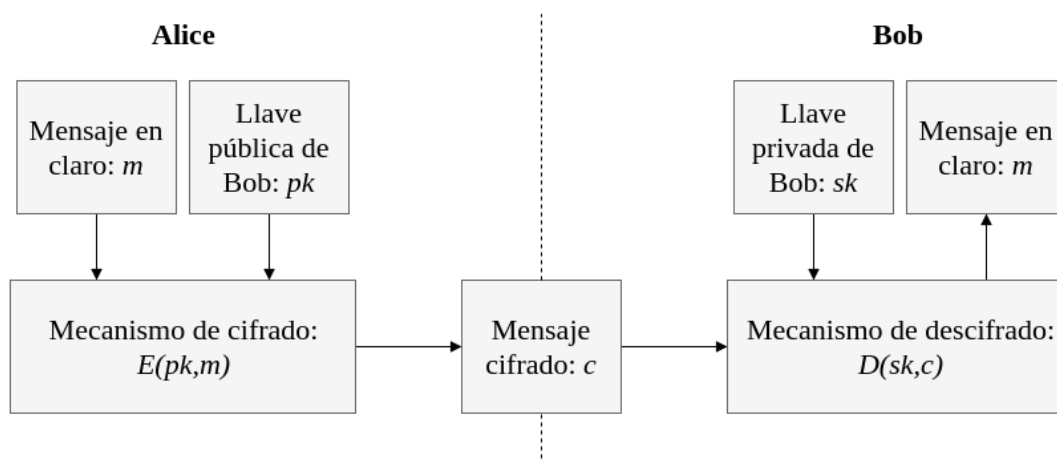 Alice
Bob
Mensaje en
claro: m
Llave
pública de
Bob: pk
Llave
privada de
Bob: sk
Mensaje en
claro: m
Mecanismo de cifrado:
E(pk,m)
Mensaje
cifrado: c
Mecanismo de descifrado:
D(sk,c)